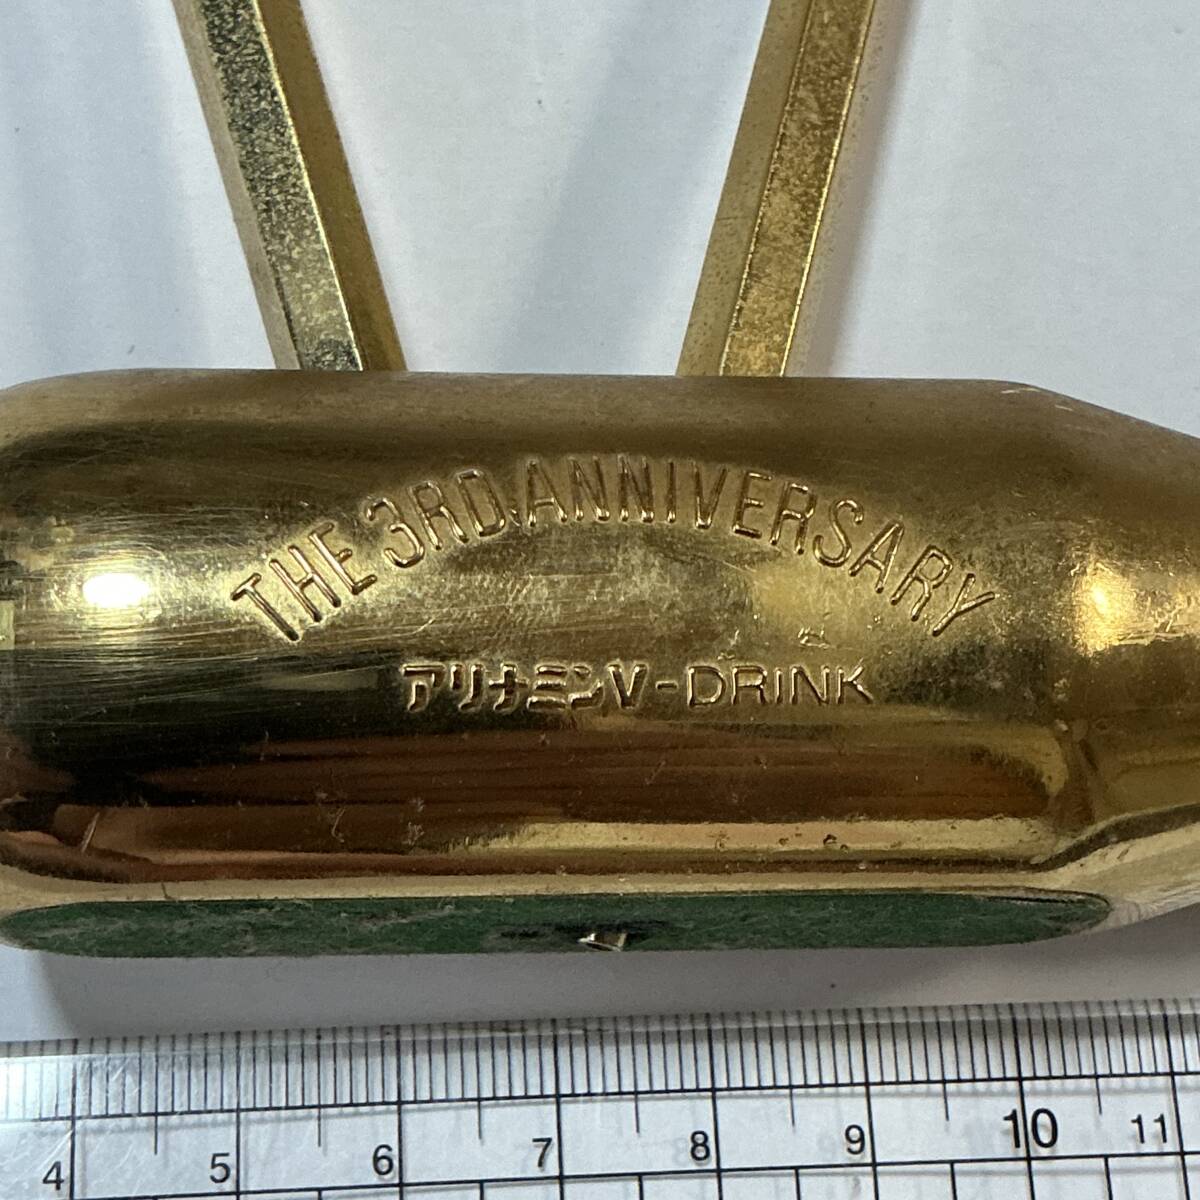 THE 3RD ANNIVERSARY
アリナミンV-DRINK
4 5 6 7 8 9 10 11